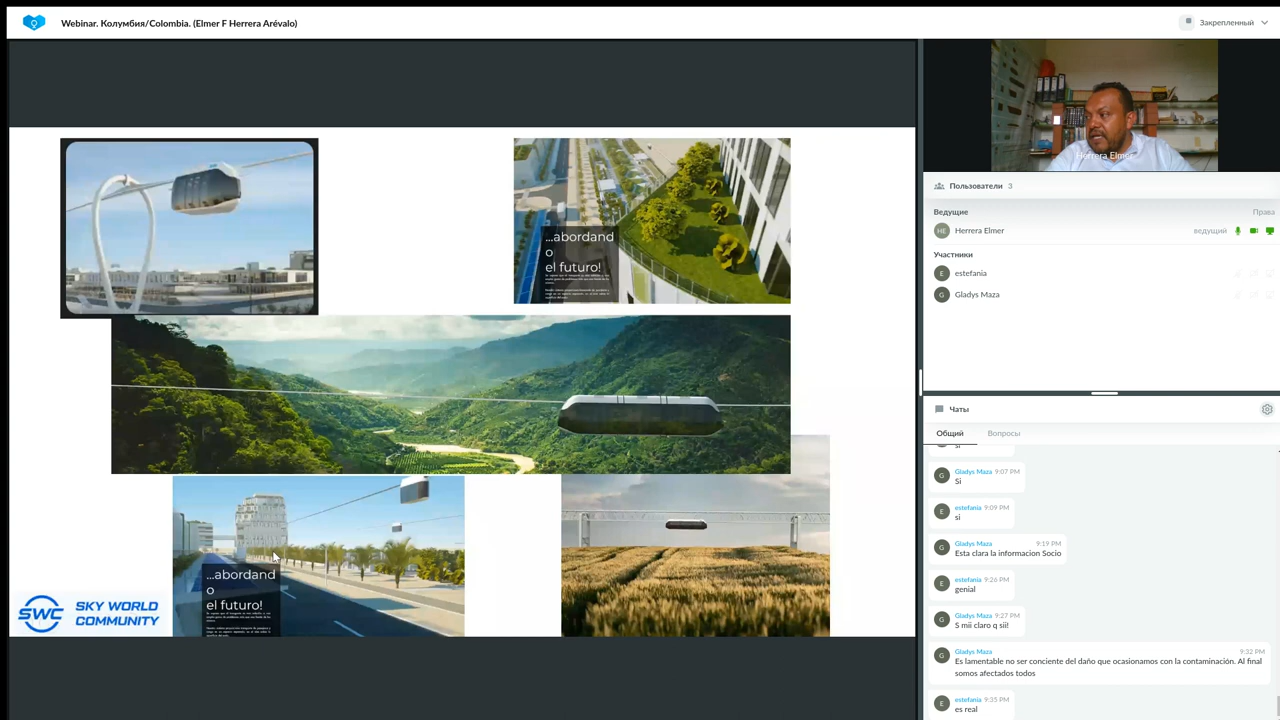 Webinar. Колумбия/Colombia. (Elmer F Herrera Arévalo)
Закрепленный
...abordand
o
el futuro!
...abordand
o
el futuro!
SWC SKY WORLD
COMMUNITY
Herrera Elmer
Пользователи 3
Ведущие Права
HE Herrera Elmer ведущий
Участники
E estefania
G Gladys Maza
Чаты
Общий Вопросы
si
Gladys Maza 9:07 PM
G Si
estefania 9:09 PM
E si
Gladys Maza 9:19 PM
G Esta clara la informacion Socio
estefania 9:26 PM
E genial
Gladys Maza 9:27 PM
G S mii claro q sii!
Gladys Maza 9:32 PM
G Es lamentable no ser conciente del daño que ocasionamos con la contaminación. Al final
somos afectados todos
estefania 9:35 PM
E es real